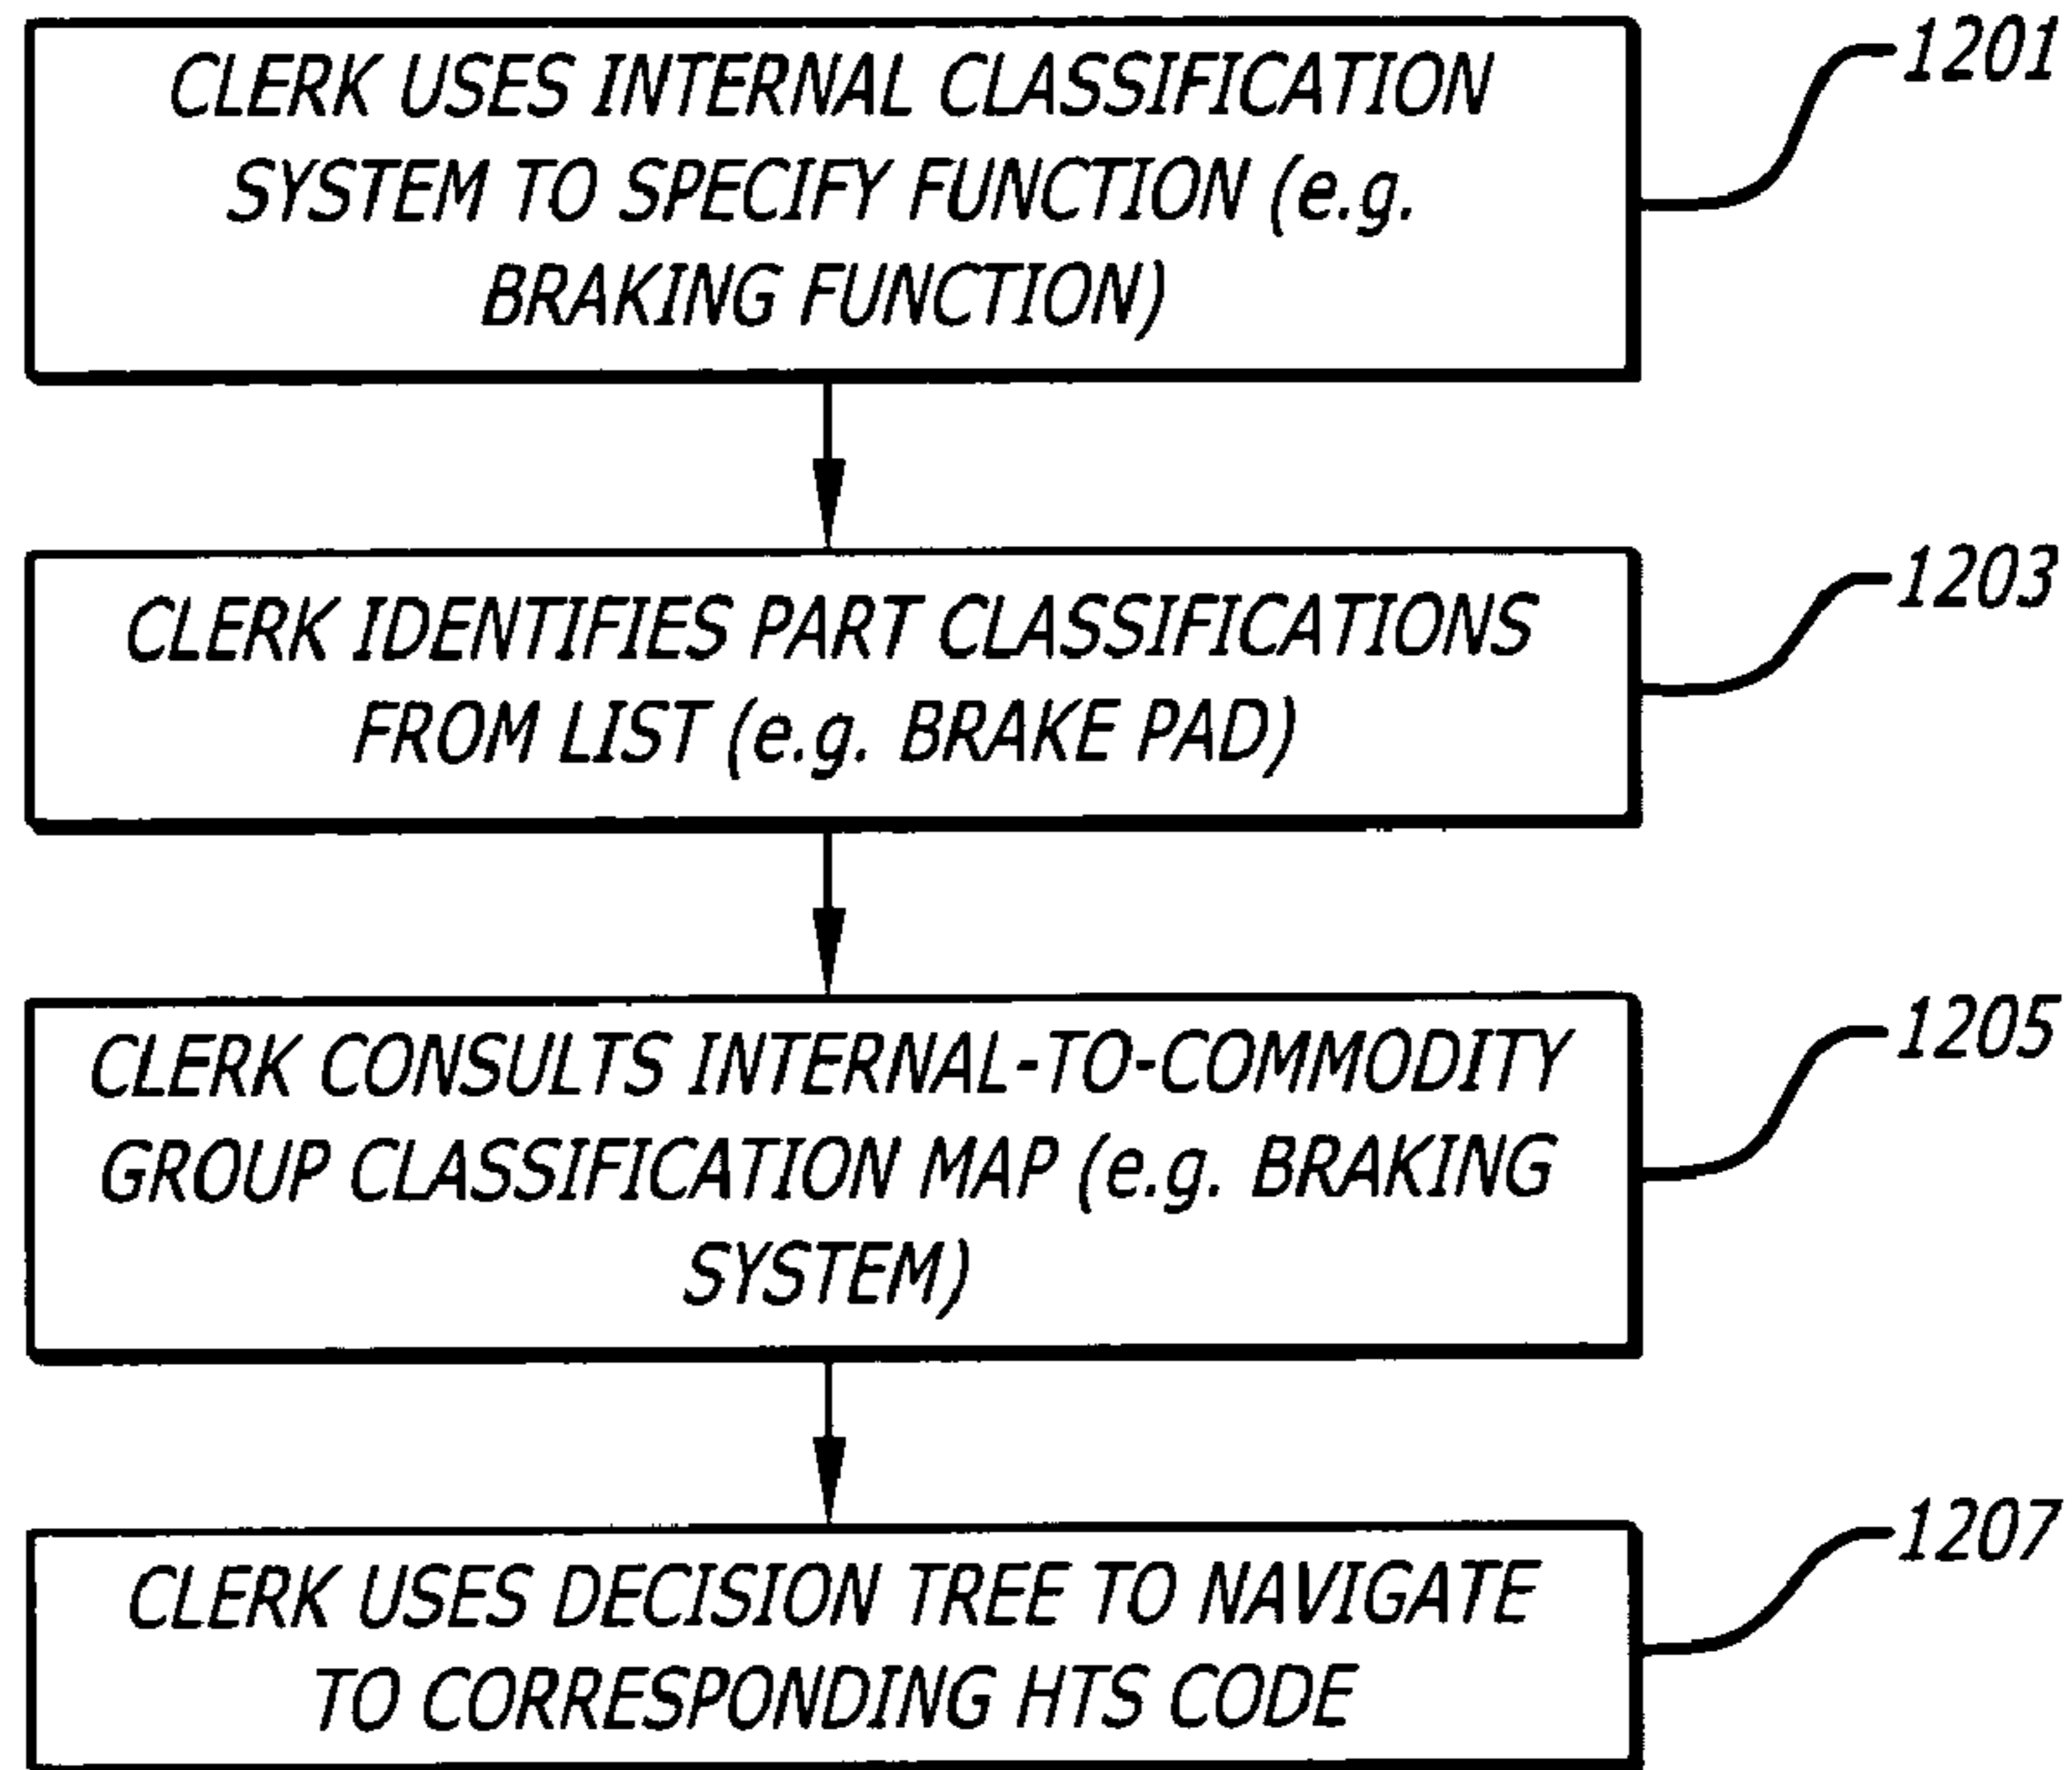 CLERK USES INTERNAL CLASSIFICATION
SYSTEM TO SPECIFY FUNCTION (e.g.
BRAKING FUNCTION)
1201
CLERK IDENTIFIES PART CLASSIFICATIONS
FROM LIST (e.g. BRAKE PAD)
1203
CLERK CONSULTS INTERNAL-TO-COMMODITY
GROUP CLASSIFICATION MAP (e.g. BRAKING
SYSTEM)
1205
CLERK USES DECISION TREE TO NAVIGATE
TO CORRESPONDING HTS CODE
1207